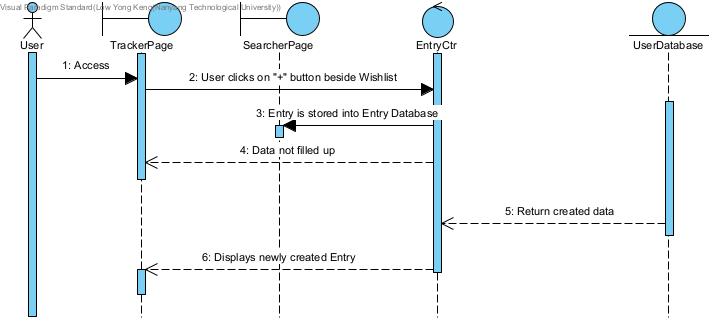 Visual Paradigm Standard(Low Yong Keng(Nanyang Technological University))
User
TrackerPage
SearcherPage
EntryCtr
UserDatabase
1: Access
2: User clicks on "+" button beside Wishlist
3: Entry is stored into Entry Database
4: Data not filled up
5: Return created data
6: Displays newly created Entry